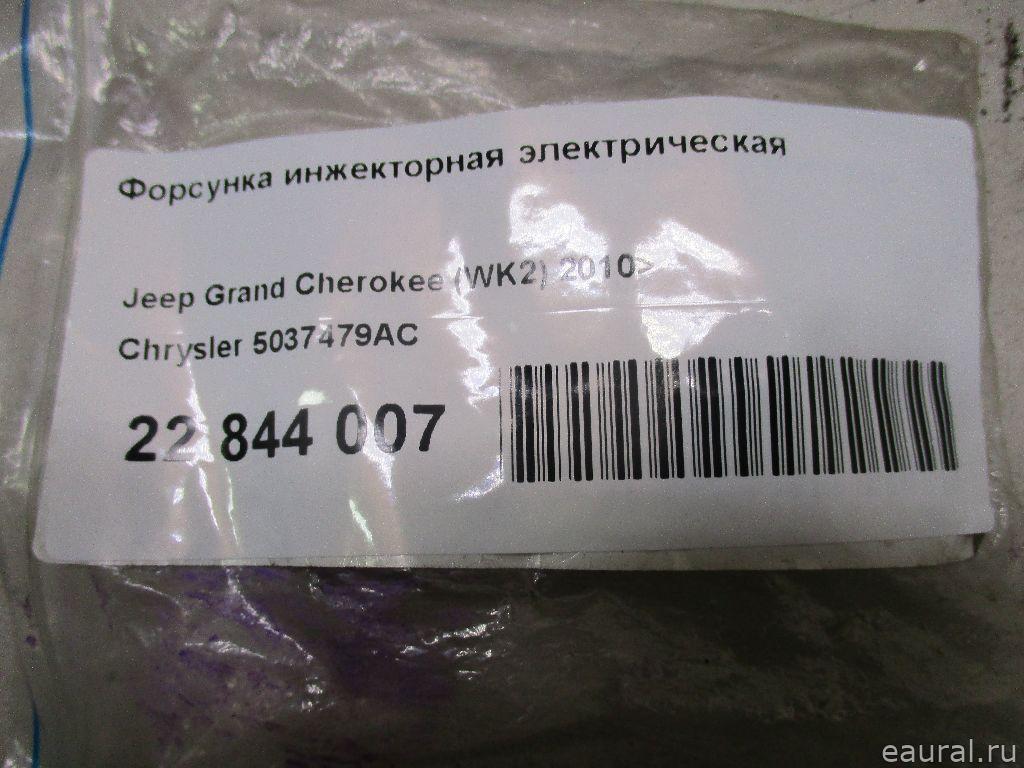 Форсунка инжекторная электрическая
Jeep Grand Cherokee (WK2) 2010>
Chrysler 5037479AC
22 844 007
eaural.ru